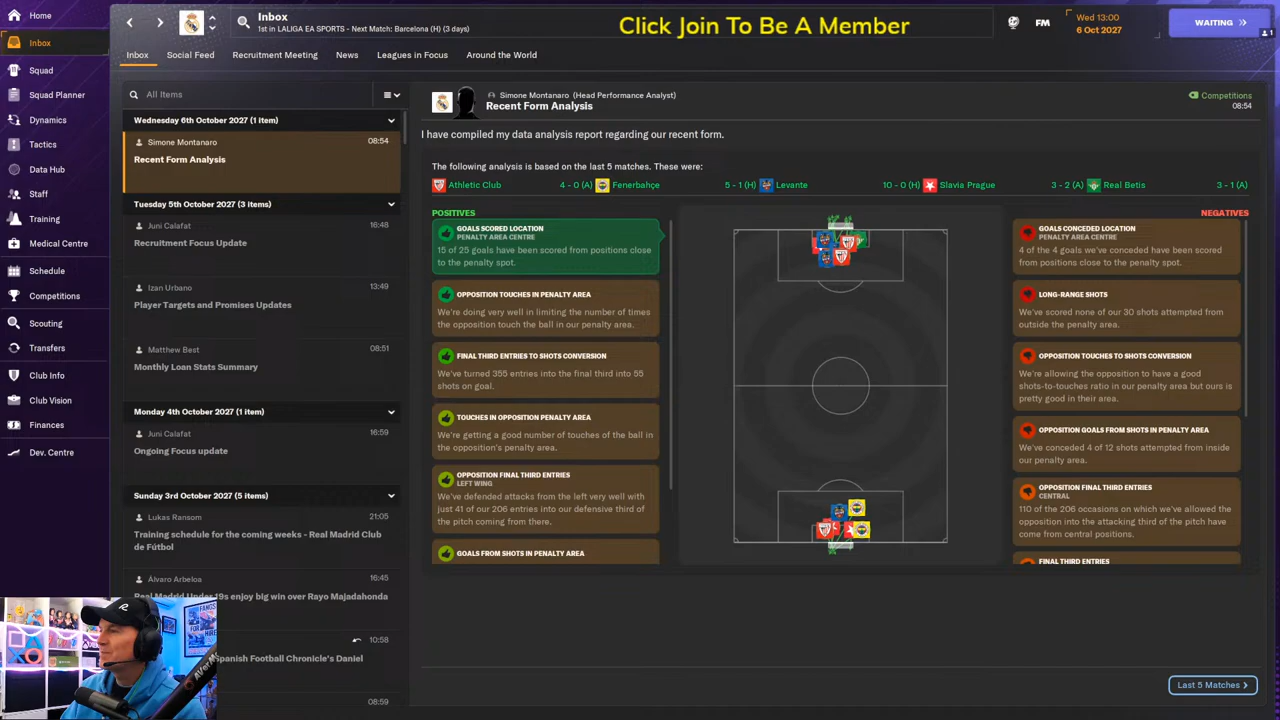 Home
Inbox
Squad
Squad Planner
Dynamics
Tactics
Data Hub
Staff
Training
Medical Centre
Schedule
Competitions
Scouting
Transfers
Club Info
Club Vision
Finances
Dev. Centre
Inbox
1st in LALIGA EA SPORTS - Next Match: Barcelona (H) (3 days)
Click Join To Be A Member
FM
Wed 13:00
6 Oct 2027
WAITING
1
Inbox
Social Feed
Recruitment Meeting
News
Leagues in Focus
Around the World
All Items
Wednesday 6th October 2027 (1 item)
Simone Montanaro 08:54
Recent Form Analysis
Tuesday 5th October 2027 (3 items)
Juni Calafat 16:48
Recruitment Focus Update
Izan Urbano 13:49
Player Targets and Promises Updates
Matthew Best 08:51
Monthly Loan Stats Summary
Monday 4th October 2027 (1 item)
Juni Calafat 16:59
Ongoing Focus update
Sunday 3rd October 2027 (5 items)
Lukas Ransom 21:05
Training schedule for the coming weeks - Real Madrid Club
de Fútbol
Álvaro Arbeloa 16:45
Real Madrid Under 19s enjoy big win over Rayo Majadahonda
10:58
Spanish Football Chronicle's Daniel
08:59
Simone Montanaro (Head Performance Analyst)
Recent Form Analysis
Competitions
08:54
I have compiled my data analysis report regarding our recent form.
The following analysis is based on the last 5 matches. These were:
Athletic Club 4 - 0 (A) Fenerbahçe 5 - 1 (H) Levante 10 - 0 (H) Slavia Prague 3 - 2 (A) Real Betis 3 - 1 (A)
POSITIVES
GOALS SCORED LOCATION
PENALTY AREA CENTRE
15 of 25 goals have been scored from positions close
to the penalty spot.
OPPOSITION TOUCHES IN PENALTY AREA
We're doing very well in limiting the number of times
the opposition touch the ball in our penalty area.
FINAL THIRD ENTRIES TO SHOTS CONVERSION
We've turned 355 entries into the final third into 55
shots on goal.
TOUCHES IN OPPOSITION PENALTY AREA
We're getting a good number of touches of the ball in
the opposition's penalty area.
OPPOSITION FINAL THIRD ENTRIES
LEFT WING
We've defended attacks from the left very well with
just 41 of our 206 entries into our defensive third of
the pitch coming from there.
GOALS FROM SHOTS IN PENALTY AREA
NEGATIVES
GOALS CONCEDED LOCATION
PENALTY AREA CENTRE
4 of the 4 goals we've conceded have been scored
from positions close to the penalty spot.
LONG-RANGE SHOTS
We've scored none of our 30 shots attempted from
outside the penalty area.
OPPOSITION TOUCHES TO SHOTS CONVERSION
We're allowing the opposition to have a good
shots-to-touches ratio in our penalty area but ours is
pretty good in their area.
OPPOSITION GOALS FROM SHOTS IN PENALTY AREA
We've conceded 4 of 12 shots attempted from inside
our penalty area.
OPPOSITION FINAL THIRD ENTRIES
CENTRAL
110 of the 206 occasions on which we've allowed the
opposition into the attacking third of the pitch have
come from central positions.
FINAL THIRD ENTRIES
Last 5 Matches